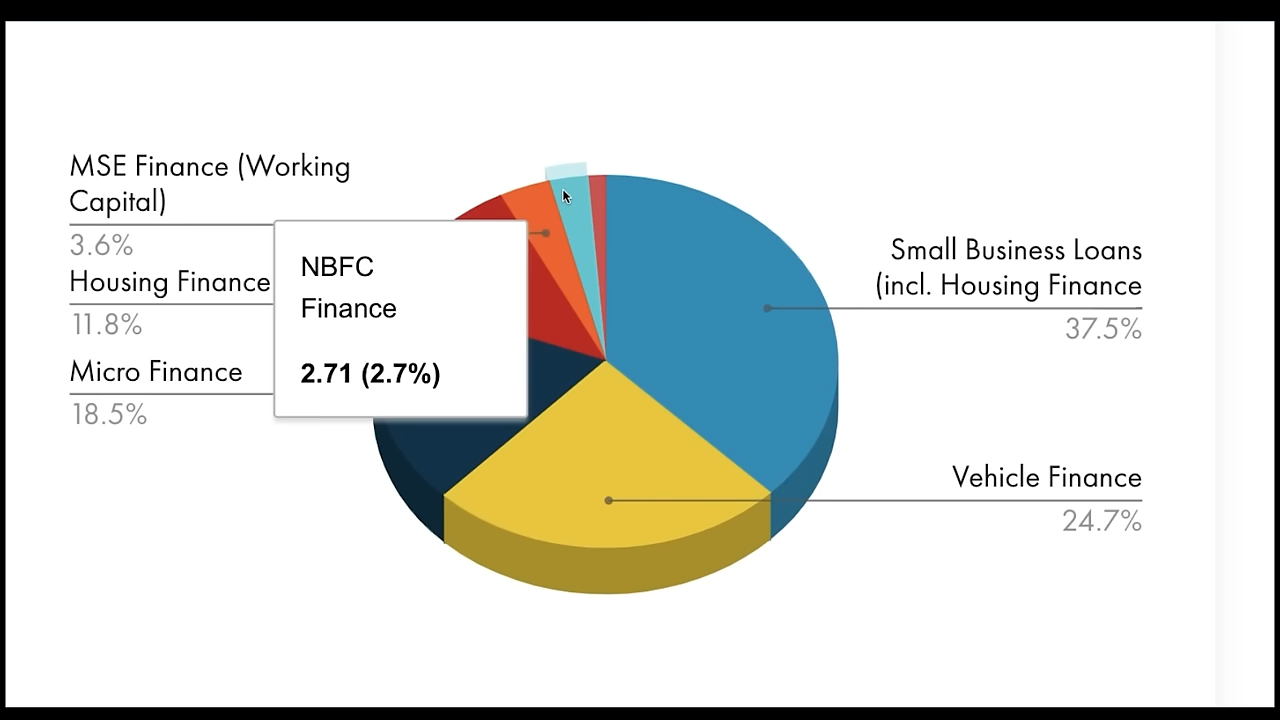 MSE Finance (Working
Capital)
3.6%
Housing Finance
11.8%
Micro Finance
18.5%
NBFC
Finance
2.71 (2.7%)
Small Business Loans
(incl. Housing Finance
37.5%
Vehicle Finance
24.7%